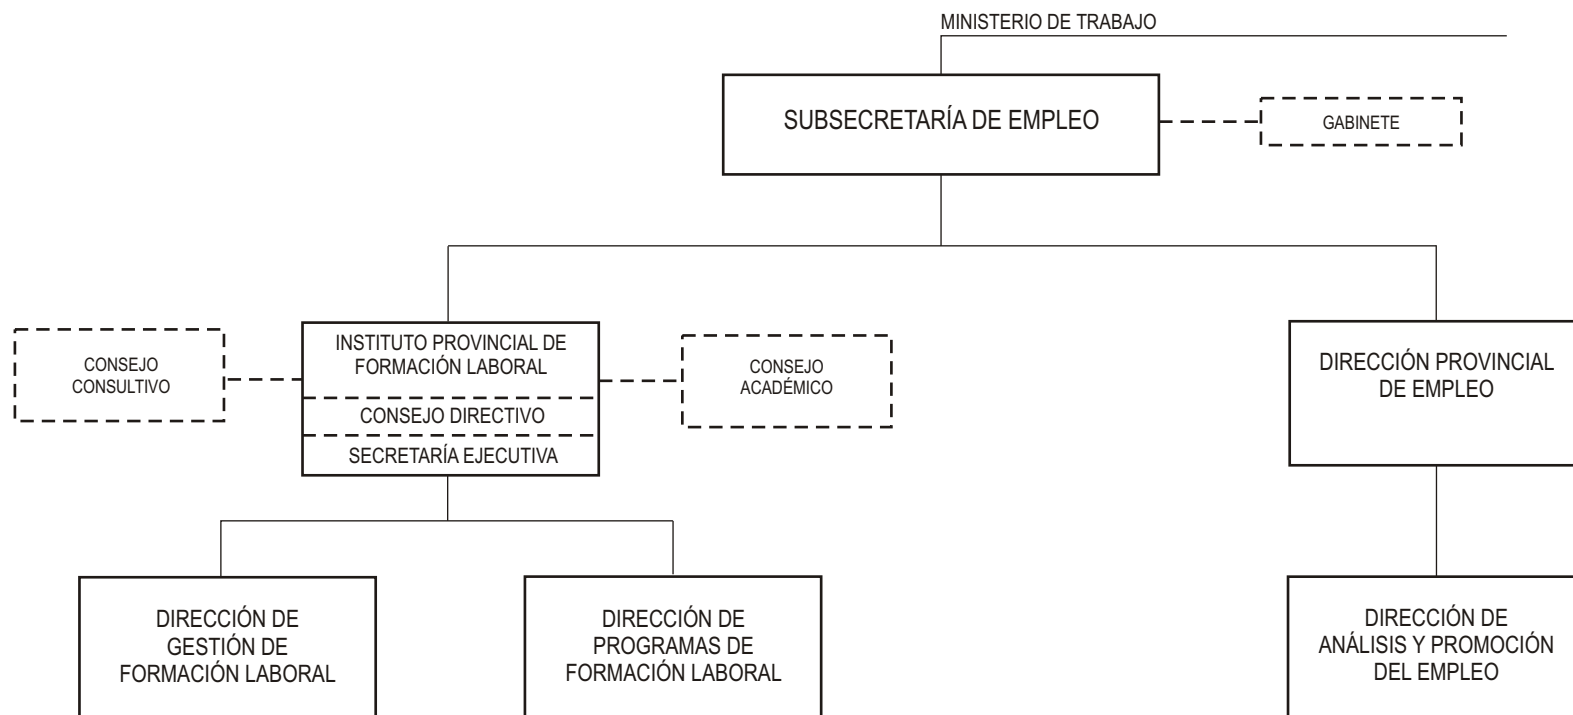 MINISTERIO DE TRABAJO
SUBSECRETARÍA DE EMPLEO
GABINETE
CONSEJO
CONSULTIVO
INSTITUTO PROVINCIAL DE
FORMACIÓN LABORAL
CONSEJO DIRECTIVO
SECRETARÍA EJECUTIVA
CONSEJO
ACADÉMICO
DIRECCIÓN PROVINCIAL
DE EMPLEO
DIRECCIÓN DE
GESTIÓN DE
FORMACIÓN LABORAL
DIRECCIÓN DE
PROGRAMAS DE
FORMACIÓN LABORAL
DIRECCIÓN DE
ANÁLISIS Y PROMOCIÓN
DEL EMPLEO